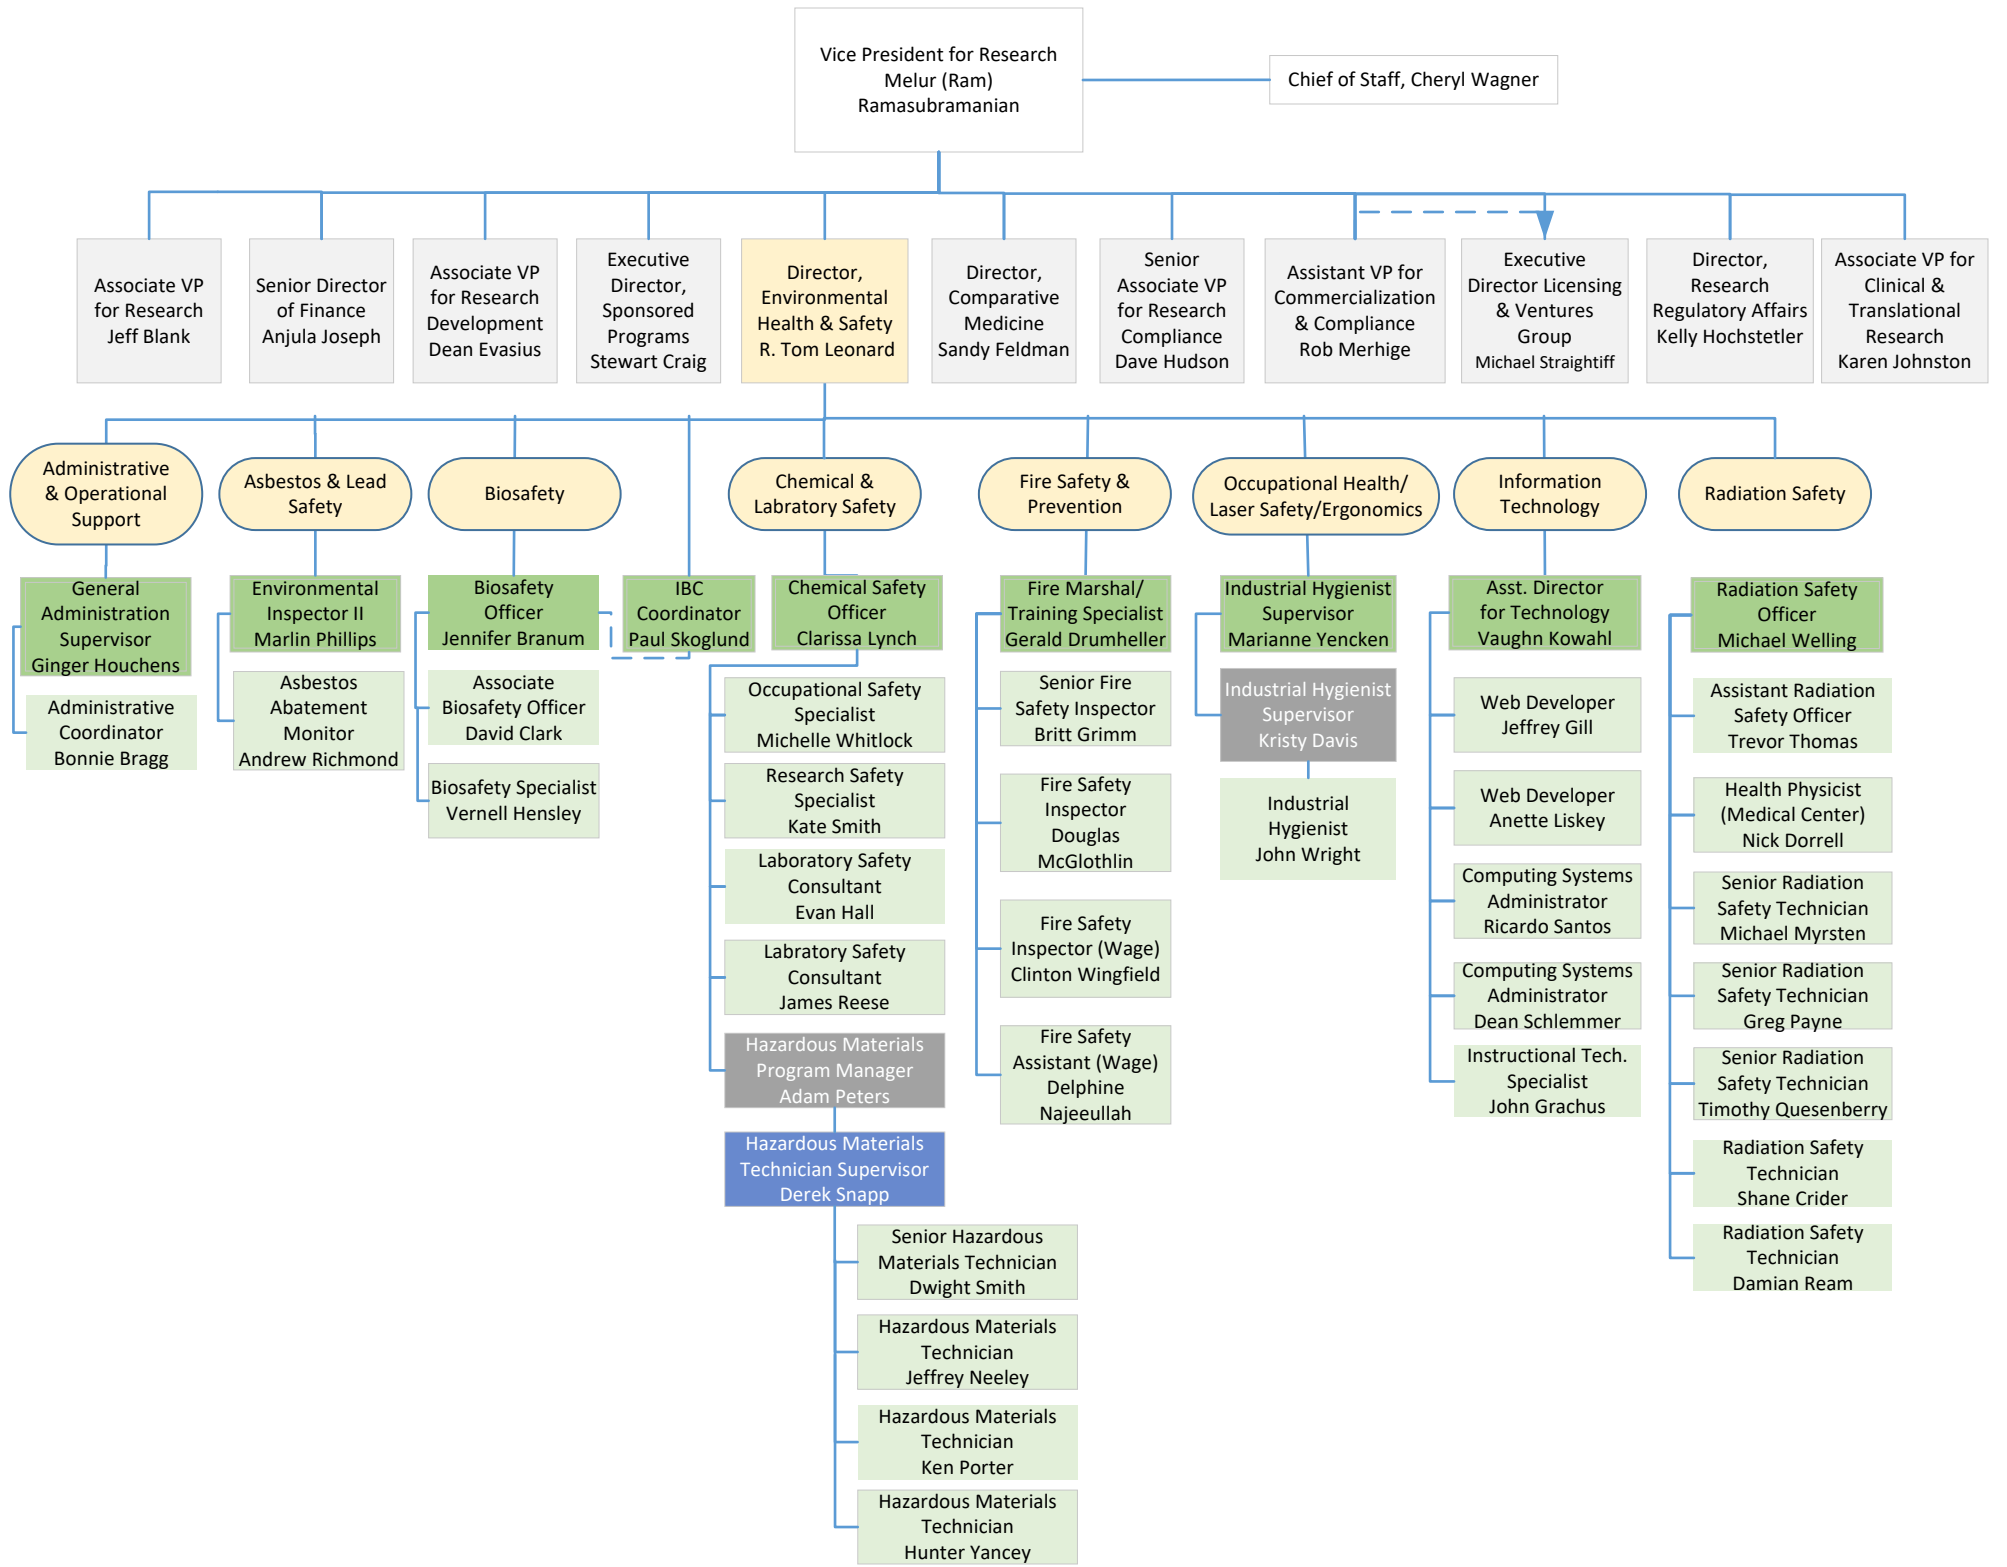 Vice President for Research
Melur (Ram)
Ramasubramanian
Chief of Staff, Cheryl Wagner
Associate VP
for Research
Jeff Blank
Senior Director
of Finance
Anjula Joseph
Associate VP
for Research
Development
Dean Evasius
Executive
Director,
Sponsored
Programs
Stewart Craig
Director,
Environmental
Health & Safety
R. Tom Leonard
Director,
Comparative
Medicine
Sandy Feldman
Senior
Associate VP
for Research
Compliance
Dave Hudson
Assistant VP for
Commercialization
& Compliance
Rob Merhige
Executive
Director Licensing
& Ventures
Group
Michael Straightiff
Director,
Research
Regulatory Affairs
Kelly Hochstetler
Associate VP for
Clinical &
Translational
Research
Karen Johnston
Administrative
& Operational
Support
Asbestos & Lead
Safety
Biosafety
Chemical &
Labratory Safety
Fire Safety &
Prevention
Occupational Health/
Laser Safety/Ergonomics
Information
Technology
Radiation Safety
General
Administration
Supervisor
Ginger Houchens
Administrative
Coordinator
Bonnie Bragg
Environmental
Inspector II
Marlin Phillips
Asbestos
Abatement
Monitor
Andrew Richmond
Biosafety
Officer
Jennifer Branum
Associate
Biosafety Officer
David Clark
Biosafety Specialist
Vernell Hensley
IBC
Coordinator
Paul Skoglund
Chemical Safety
Officer
Clarissa Lynch
Occupational Safety
Specialist
Michelle Whitlock
Research Safety
Specialist
Kate Smith
Laboratory Safety
Consultant
Evan Hall
Labratory Safety
Consultant
James Reese
Hazardous Materials
Program Manager
Adam Peters
Hazardous Materials
Technician Supervisor
Derek Snapp
Senior Hazardous
Materials Technician
Dwight Smith
Hazardous Materials
Technician
Jeffrey Neeley
Hazardous Materials
Technician
Ken Porter
Hazardous Materials
Technician
Hunter Yancey
Fire Marshal/
Training Specialist
Gerald Drumheller
Senior Fire
Safety Inspector
Britt Grimm
Fire Safety
Inspector
Douglas
McGlothlin
Fire Safety
Inspector (Wage)
Clinton Wingfield
Fire Safety
Assistant (Wage)
Delphine
Najeeullah
Industrial Hygienist
Supervisor
Marianne Yencken
Industrial Hygienist
Supervisor
Kristy Davis
Industrial
Hygienist
John Wright
Asst. Director
for Technology
Vaughn Kowahl
Web Developer
Jeffrey Gill
Web Developer
Anette Liskey
Computing Systems
Administrator
Ricardo Santos
Computing Systems
Administrator
Dean Schlemmer
Instructional Tech.
Specialist
John Grachus
Radiation Safety
Officer
Michael Welling
Assistant Radiation
Safety Officer
Trevor Thomas
Health Physicist
(Medical Center)
Nick Dorrell
Senior Radiation
Safety Technician
Michael Myrsten
Senior Radiation
Safety Technician
Greg Payne
Senior Radiation
Safety Technician
Timothy Quesenberry
Radiation Safety
Technician
Shane Crider
Radiation Safety
Technician
Damian Ream